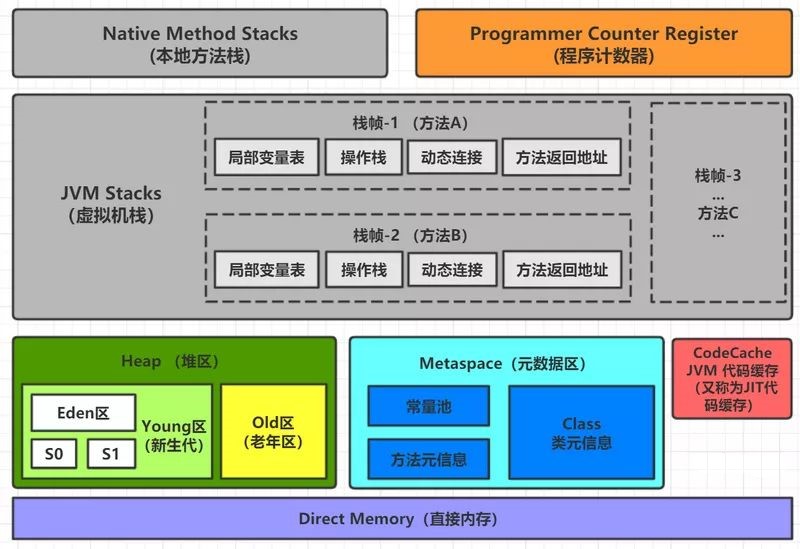 Native Method Stacks
(本地方法栈)
Programmer Counter Register
(程序计数器)
JVM Stacks
(虚拟机栈)
栈帧-1 (方法A)
局部变量表
操作栈
动态连接
方法返回地址
栈帧-2 (方法B)
局部变量表
操作栈
动态连接
方法返回地址
栈帧-3
...
方法C
...
Heap (堆区)
Eden区
S0
S1
Young区
(新生代)
Old区
(老年区)
Metaspace (元数据区)
常量池
方法元信息
Class
类元信息
CodeCache
JVM 代码缓存
(又称为JIT代
码缓存)
Direct Memory (直接内存)